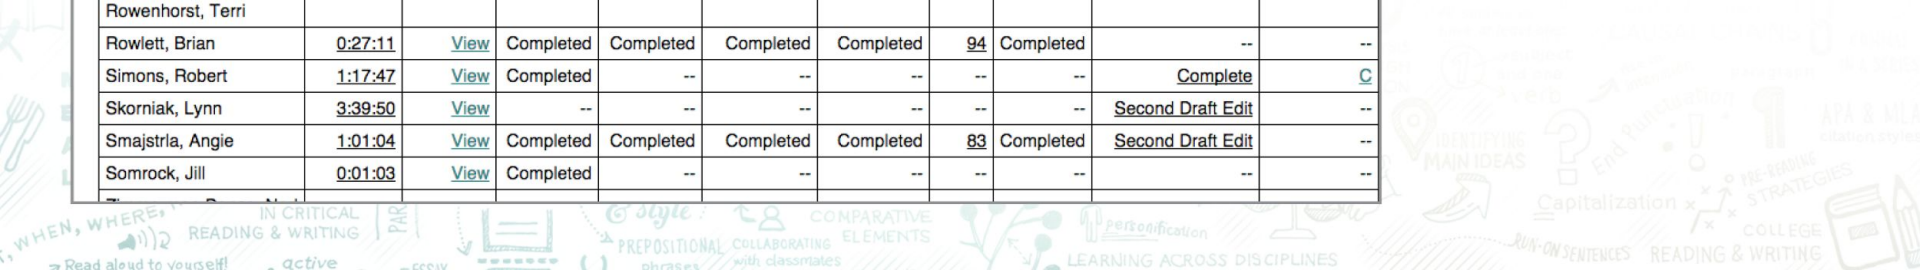 Rowenhorst, Terri
Rowlett, Brian 0:27:11 View Completed Completed Completed Completed 94 Completed -- --
Simons, Robert 1:17:47 View Completed -- -- -- -- -- Complete C
Skorniak, Lynn 3:39:50 View -- -- -- -- -- -- Second Draft Edit --
Smajstrla, Angie 1:01:04 View Completed Completed Completed Completed 83 Completed Second Draft Edit --
Somrock, Jill 0:01:03 View Completed -- -- -- -- -- -- --
IDENTIFYING
MAIN IDEAS
End Punctuation
APA & MLA
citation styles
PRE-READING
STRATEGIES
Capitalization
COLLEGE
READING & WRITING
RUN-ON SENTENCES
WHEN, WHERE,
IN CRITICAL
READING & WRITING
Read aloud to yourself!
active
& style
PREPOSITIONAL
phrases
COLLABORATING
with classmates
COMPARATIVE
ELEMENTS
personification
LEARNING ACROSS DISCIPLINES